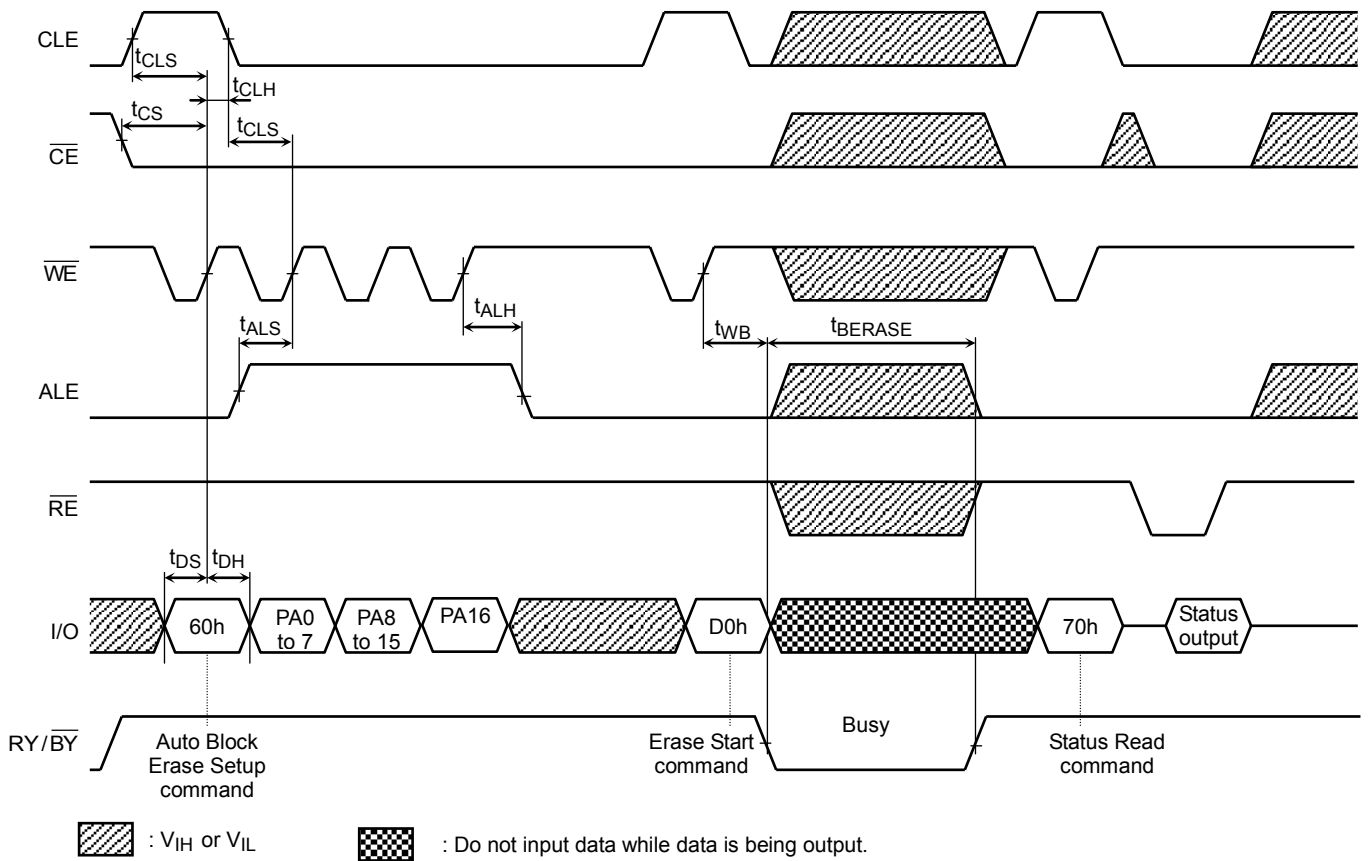 CLE
tCLS
tCLH
tCS
tCLS
CE
WE
tALS
tALH
tWB
tBERASE
ALE
RE
tDS
tDH
I/O
60h
PA0
to 7
PA8
to 15
PA16
D0h
70h
Status
output
RY/BY
Busy
Auto Block
Erase Setup
command
Erase Start
command
Status Read
command
: VIH or VIL
: Do not input data while data is being output.